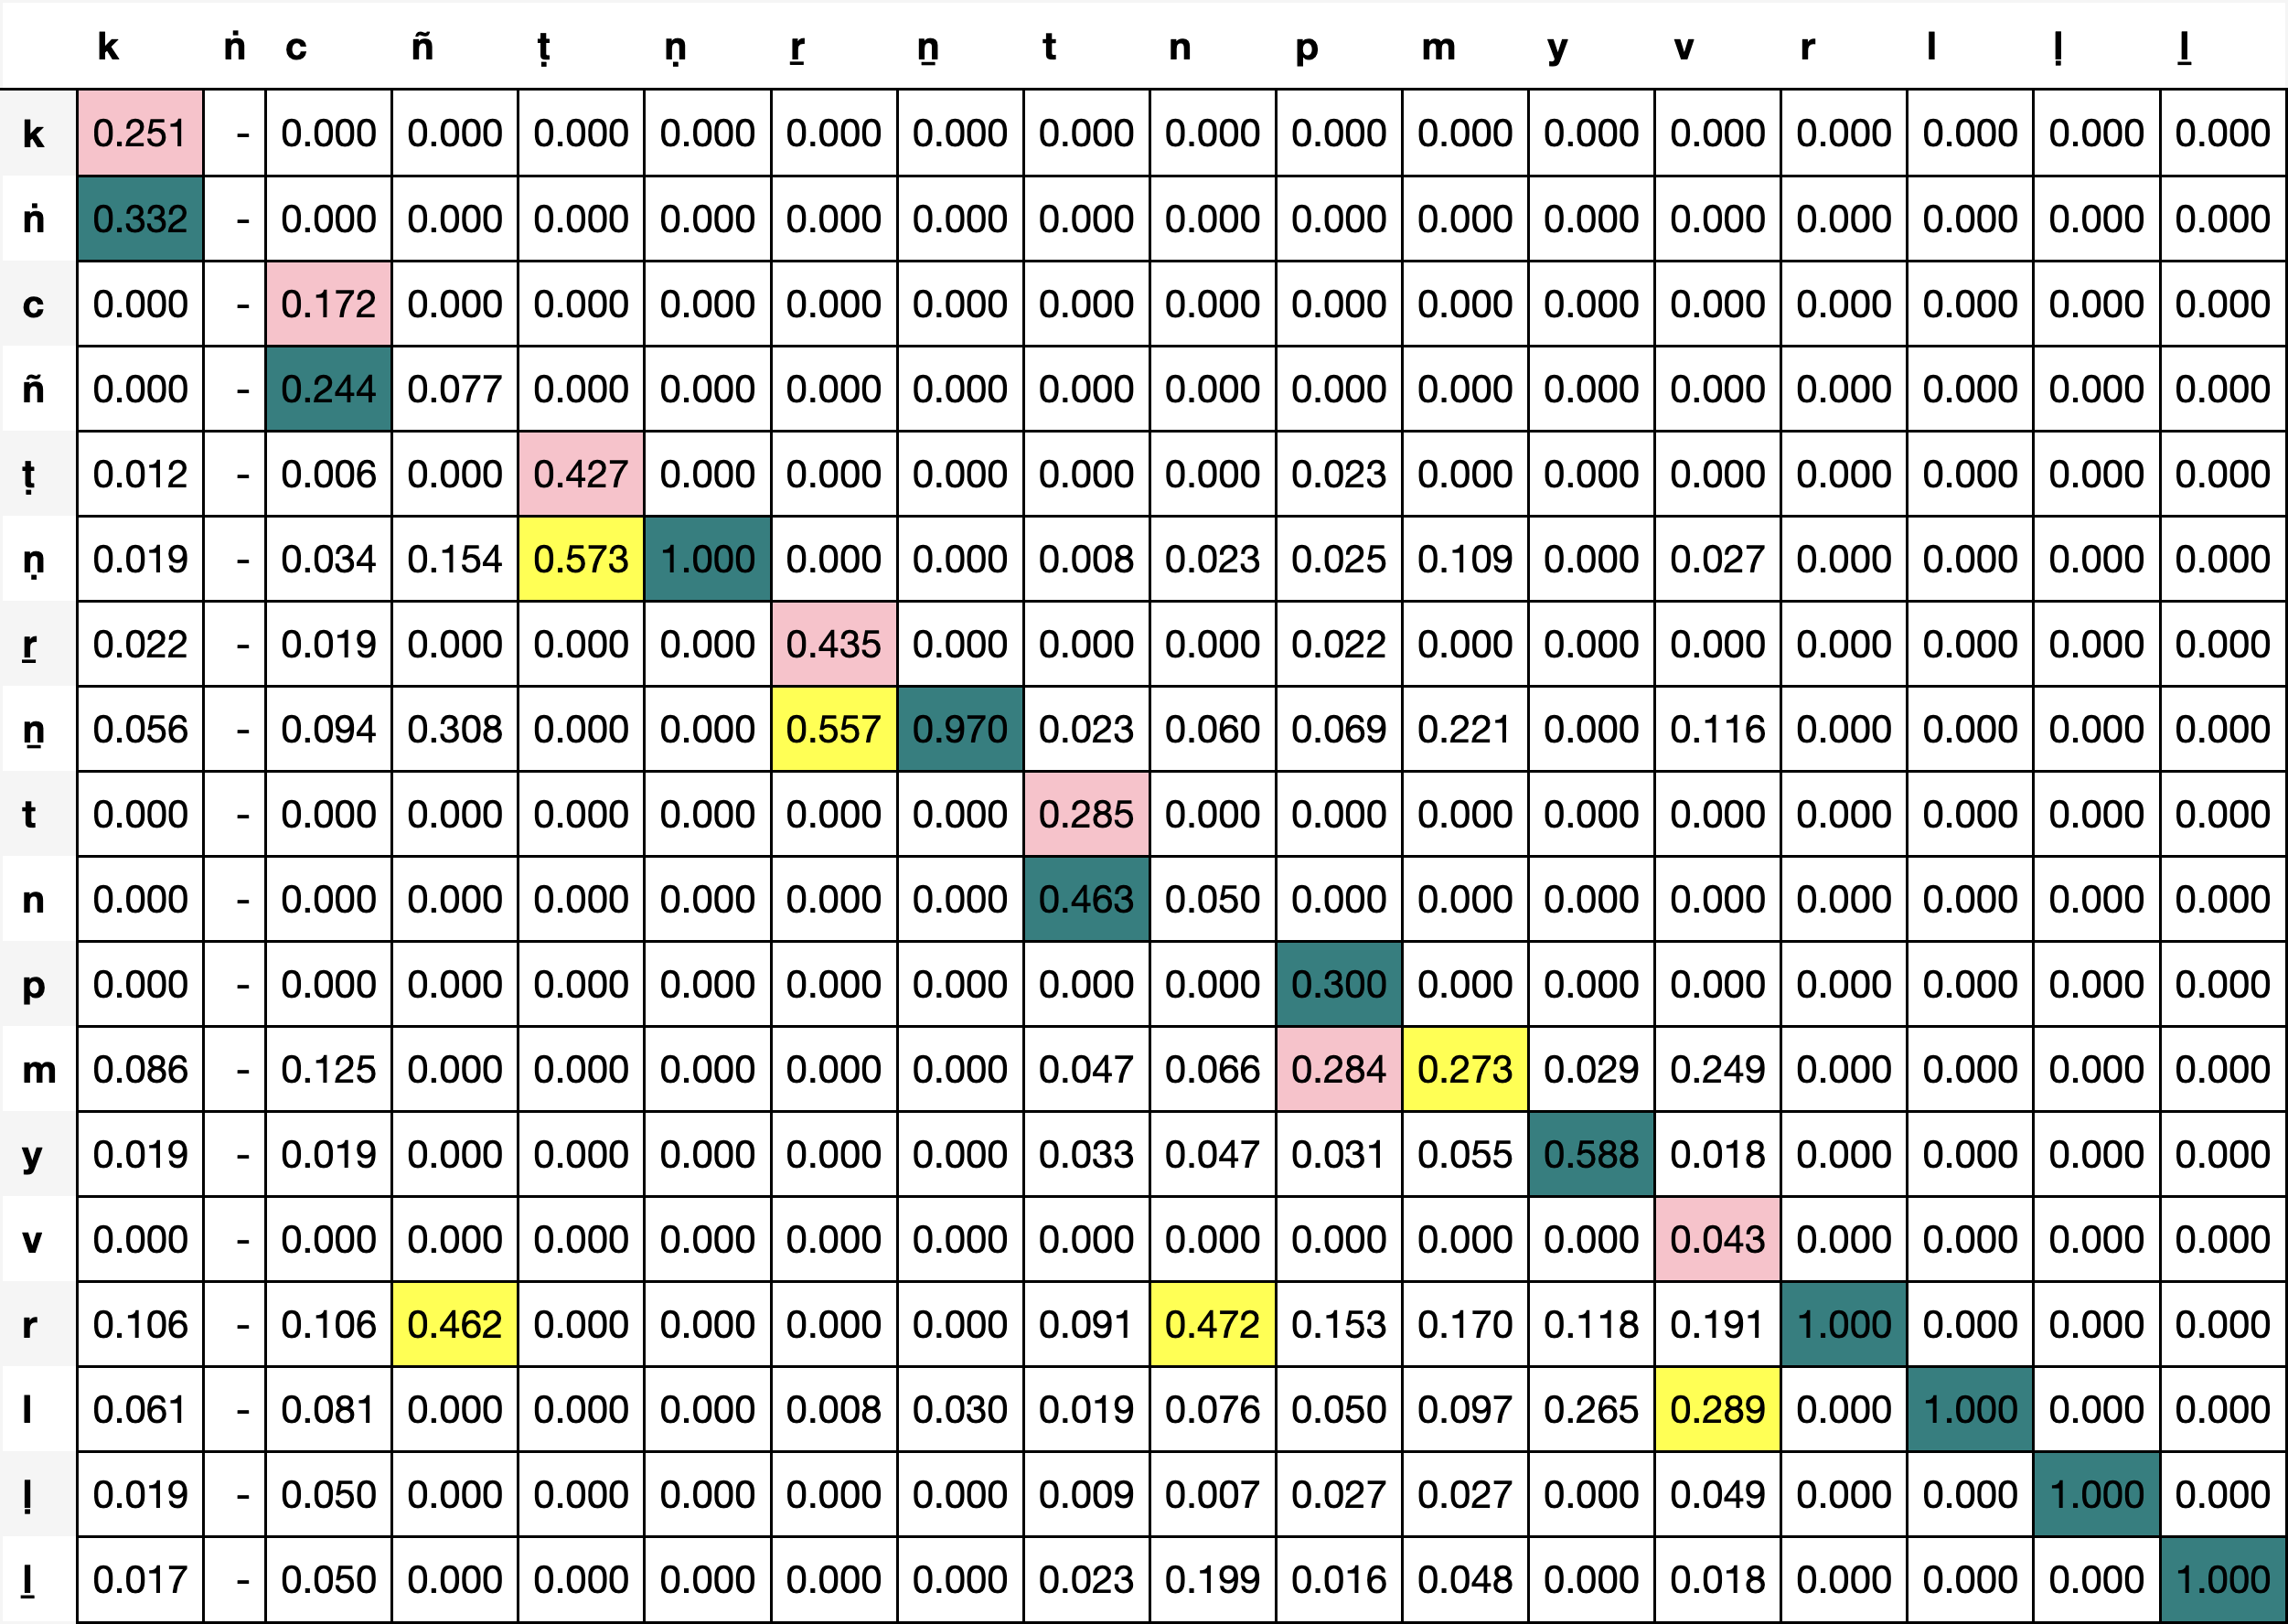 k ṅ c ñ ṭ ṇ ṟ ṉ t n p m y v r l ḷ ḻ
k 0.251 - 0.000 0.000 0.000 0.000 0.000 0.000 0.000 0.000 0.000 0.000 0.000 0.000 0.000 0.000 0.000 0.000
ṅ 0.332 - 0.000 0.000 0.000 0.000 0.000 0.000 0.000 0.000 0.000 0.000 0.000 0.000 0.000 0.000 0.000 0.000
c 0.000 - 0.172 0.000 0.000 0.000 0.000 0.000 0.000 0.000 0.000 0.000 0.000 0.000 0.000 0.000 0.000 0.000
ñ 0.000 - 0.244 0.077 0.000 0.000 0.000 0.000 0.000 0.000 0.000 0.000 0.000 0.000 0.000 0.000 0.000 0.000
ṭ 0.012 - 0.006 0.000 0.427 0.000 0.000 0.000 0.000 0.000 0.023 0.000 0.000 0.000 0.000 0.000 0.000 0.000
ṇ 0.019 - 0.034 0.154 0.573 1.000 0.000 0.000 0.008 0.023 0.025 0.109 0.000 0.027 0.000 0.000 0.000 0.000
ṟ 0.022 - 0.019 0.000 0.000 0.000 0.435 0.000 0.000 0.000 0.022 0.000 0.000 0.000 0.000 0.000 0.000 0.000
ṉ 0.056 - 0.094 0.308 0.000 0.000 0.557 0.970 0.023 0.060 0.069 0.221 0.000 0.116 0.000 0.000 0.000 0.000
t 0.000 - 0.000 0.000 0.000 0.000 0.000 0.000 0.285 0.000 0.000 0.000 0.000 0.000 0.000 0.000 0.000 0.000
n 0.000 - 0.000 0.000 0.000 0.000 0.000 0.000 0.463 0.050 0.000 0.000 0.000 0.000 0.000 0.000 0.000 0.000
p 0.000 - 0.000 0.000 0.000 0.000 0.000 0.000 0.000 0.000 0.300 0.000 0.000 0.000 0.000 0.000 0.000 0.000
m 0.086 - 0.125 0.000 0.000 0.000 0.000 0.000 0.047 0.066 0.284 0.273 0.029 0.249 0.000 0.000 0.000 0.000
y 0.019 - 0.019 0.000 0.000 0.000 0.000 0.000 0.033 0.047 0.031 0.055 0.588 0.018 0.000 0.000 0.000 0.000
v 0.000 - 0.000 0.000 0.000 0.000 0.000 0.000 0.000 0.000 0.000 0.000 0.000 0.043 0.000 0.000 0.000 0.000
r 0.106 - 0.106 0.462 0.000 0.000 0.000 0.000 0.091 0.472 0.153 0.170 0.118 0.191 1.000 0.000 0.000 0.000
l 0.061 - 0.081 0.000 0.000 0.000 0.008 0.030 0.019 0.076 0.050 0.097 0.265 0.289 0.000 1.000 0.000 0.000
ḷ 0.019 - 0.050 0.000 0.000 0.000 0.000 0.000 0.009 0.007 0.027 0.027 0.000 0.049 0.000 0.000 1.000 0.000
ḻ 0.017 - 0.050 0.000 0.000 0.000 0.000 0.000 0.023 0.199 0.016 0.048 0.000 0.018 0.000 0.000 0.000 1.000